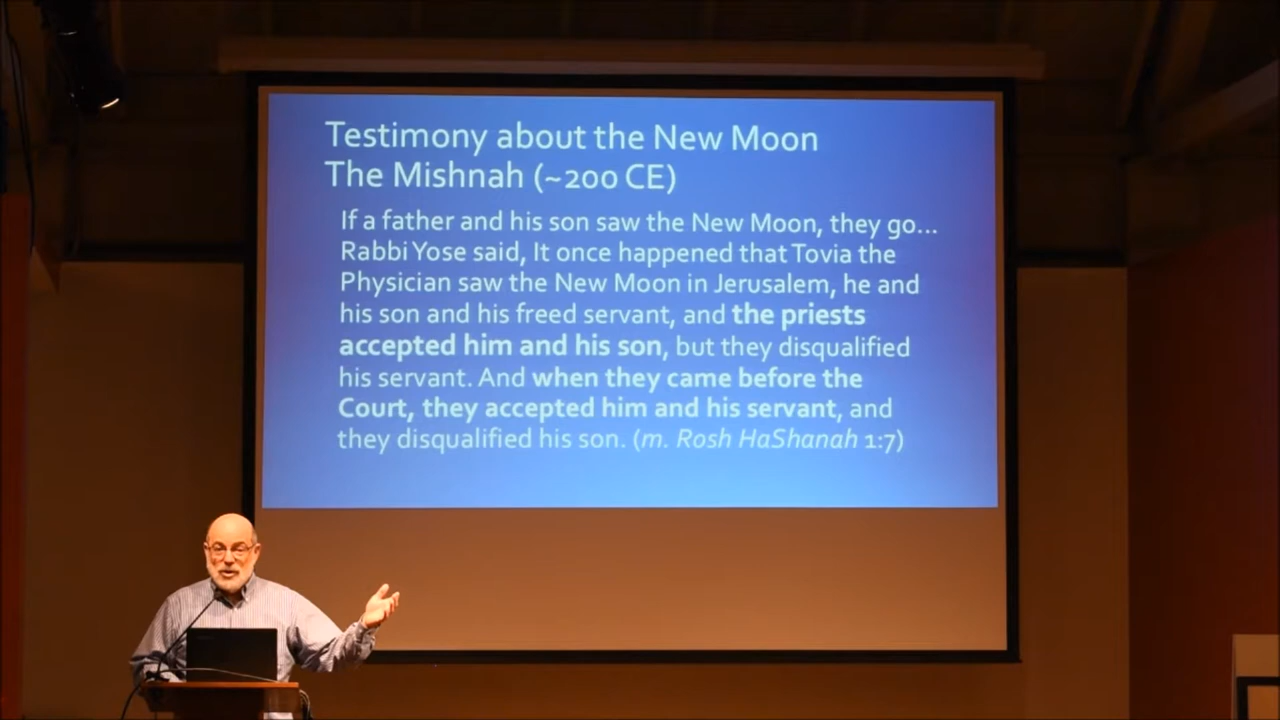 Testimony about the New Moon
The Mishnah (~200 CE)
If a father and his son saw the New Moon, they go...
Rabbi Yose said, It once happened that Tovia the
Physician saw the New Moon in Jerusalem, he and
his son and his freed servant, and the priests
accepted him and his son, but they disqualified
his servant. And when they came before the
Court, they accepted him and his servant, and
they disqualified his son. (m. Rosh HaShanah 1:7)